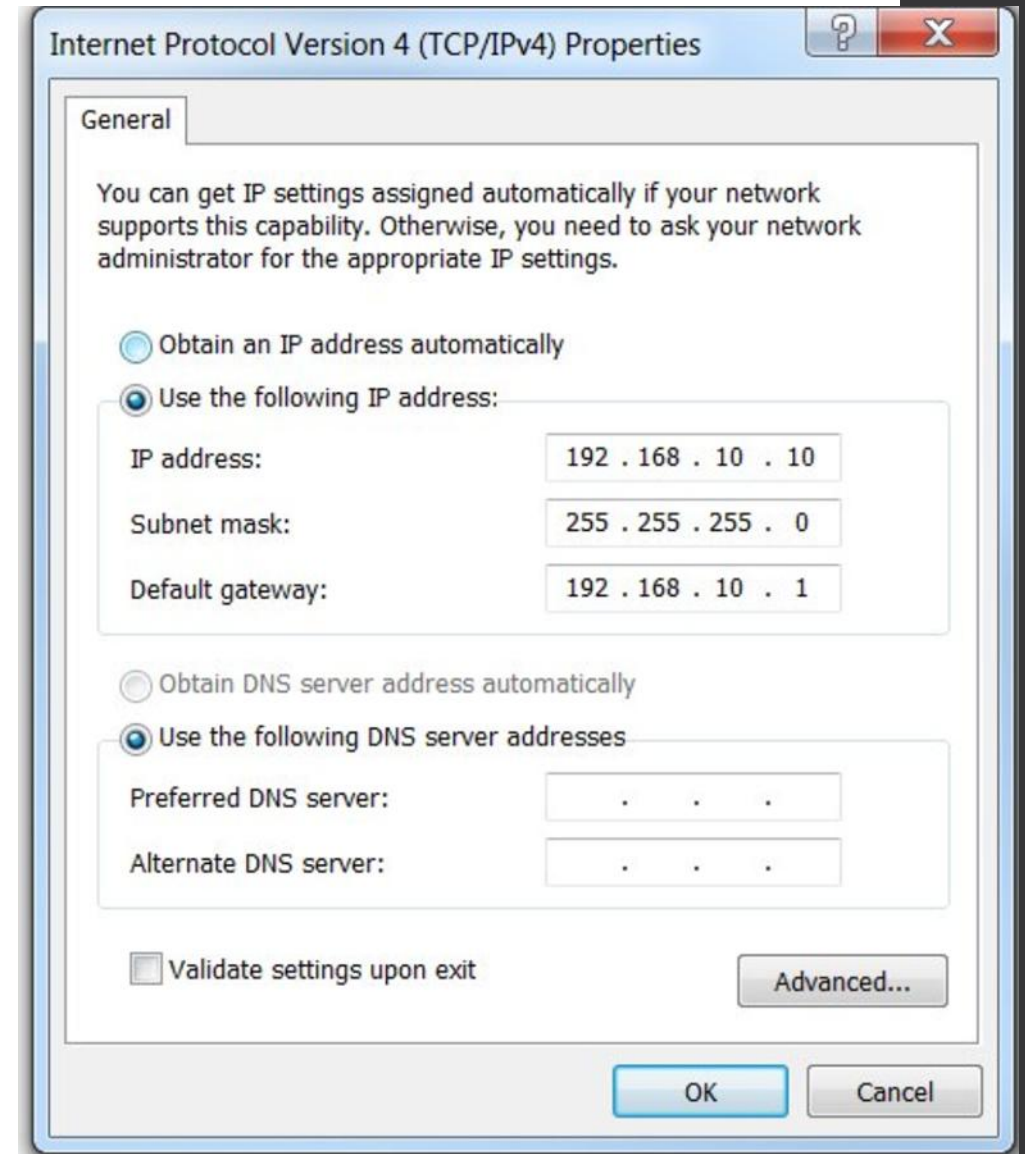 Internet Protocol Version 4 (TCP/IPv4) Properties
General
You can get IP settings assigned automatically if your network
supports this capability. Otherwise, you need to ask your network
administrator for the appropriate IP settings.
Obtain an IP address automatically
Use the following IP address:
IP address: 192 . 168 . 10 . 10
Subnet mask: 255 . 255 . 255 . 0
Default gateway: 192 . 168 . 10 . 1
Obtain DNS server address automatically
Use the following DNS server addresses
Preferred DNS server: . . .
Alternate DNS server: . . .
Validate settings upon exit
Advanced...
OK Cancel